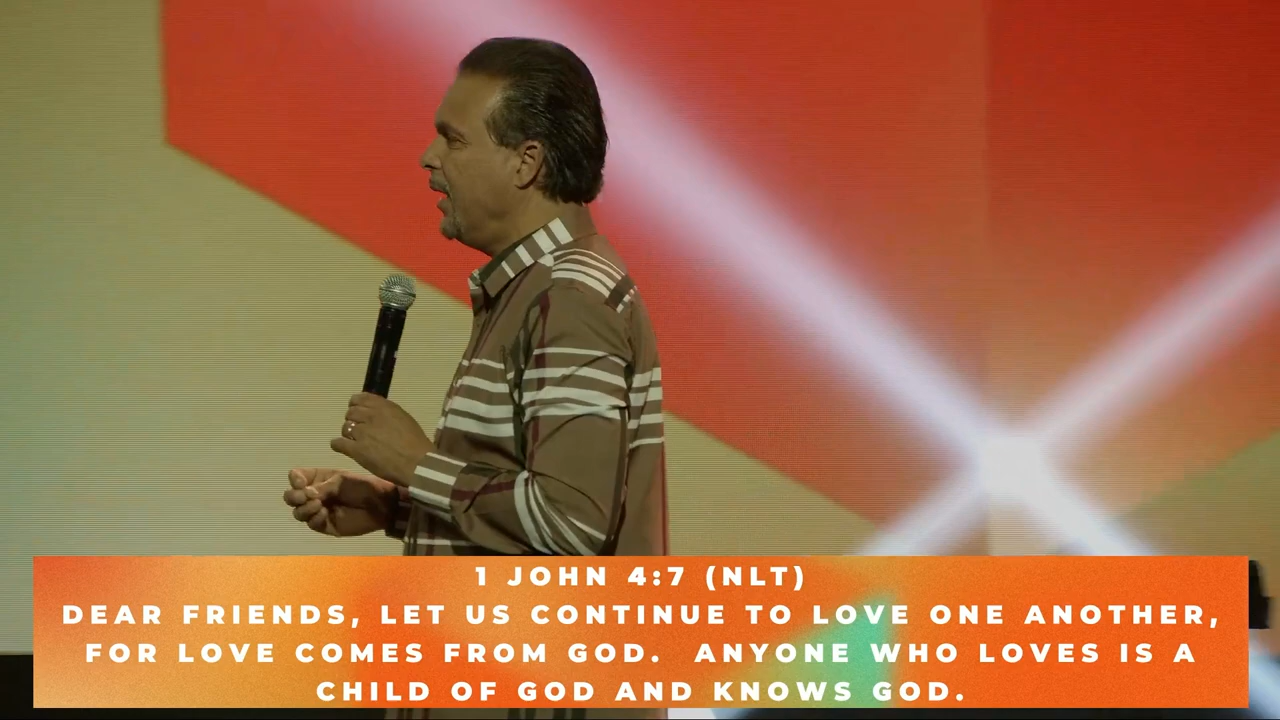 1 JOHN 4:7 (NLT)
DEAR FRIENDS, LET US CONTINUE TO LOVE ONE ANOTHER,
FOR LOVE COMES FROM GOD.  ANYONE WHO LOVES IS A
CHILD OF GOD AND KNOWS GOD.